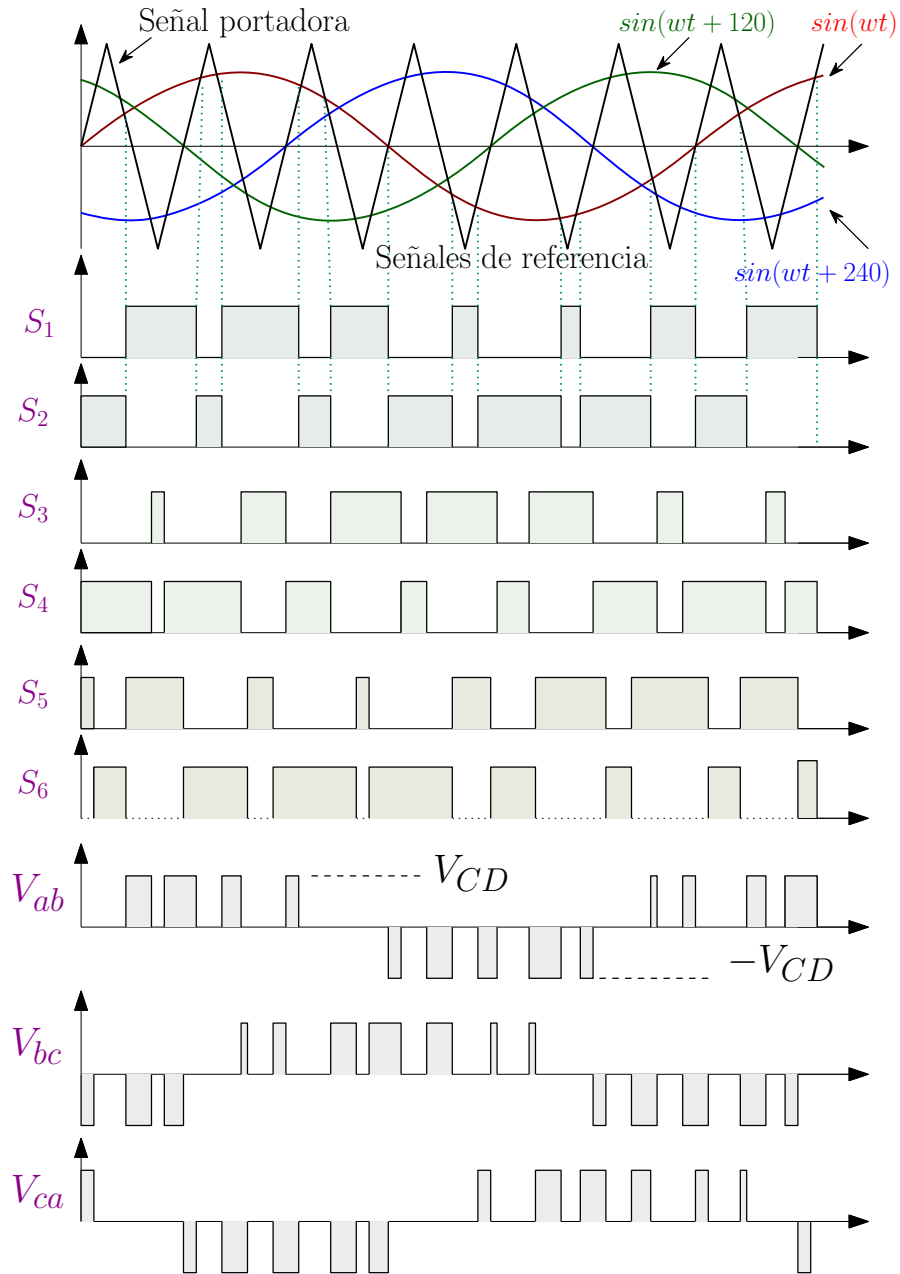 Señal portadora
sin(wt + 120)
sin(wt)
Señales de referencia
sin(wt + 240)
S1
S2
S3
S4
S5
S6
Vab
VCD
−VCD
Vbc
Vca